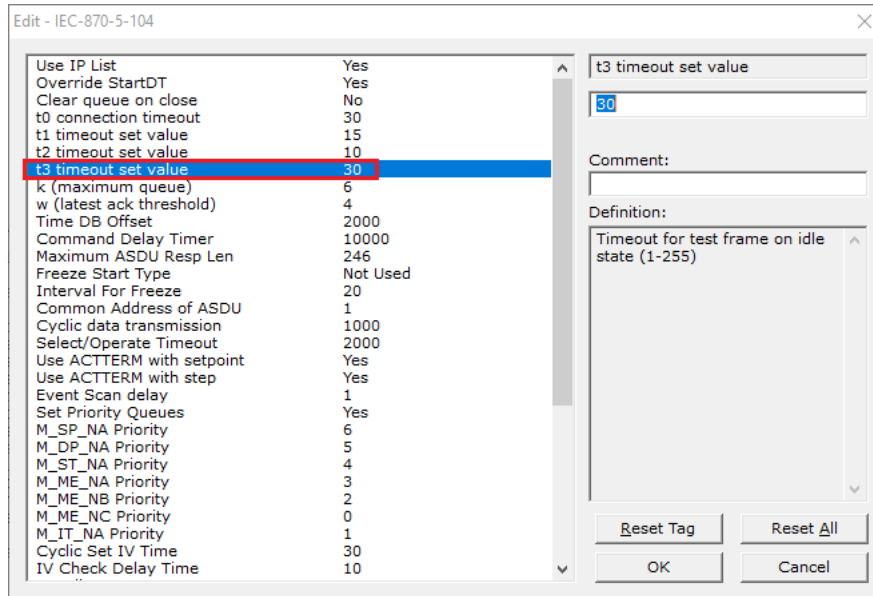 Edit - IEC-870-5-104
Use IP List Yes
Override StartDT Yes
Clear queue on close No
t0 connection timeout 30
t1 timeout set value 15
t2 timeout set value 10
t3 timeout set value 30
k (maximum queue) 6
w (latest ack threshold) 4
Time DB Offset 2000
Command Delay Timer 10000
Maximum ASDU Resp Len 246
Freeze Start Type Not Used
Interval For Freeze 20
Common Address of ASDU 1
Cyclic data transmission 1000
Select/Operate Timeout 2000
Use ACTTERM with setpoint Yes
Use ACTTERM with step Yes
Event Scan delay 1
Set Priority Queues Yes
M_SP_NA Priority 6
M_DP_NA Priority 5
M_ST_NA Priority 4
M_ME_NA Priority 3
M_ME_NB Priority 2
M_ME_NC Priority 0
M_IT_NA Priority 1
Cyclic Set IV Time 30
IV Check Delay Time 10
t3 timeout set value
30
Comment:
Definition:
Timeout for test frame on idle
state (1-255)
Reset Tag Reset All
OK Cancel